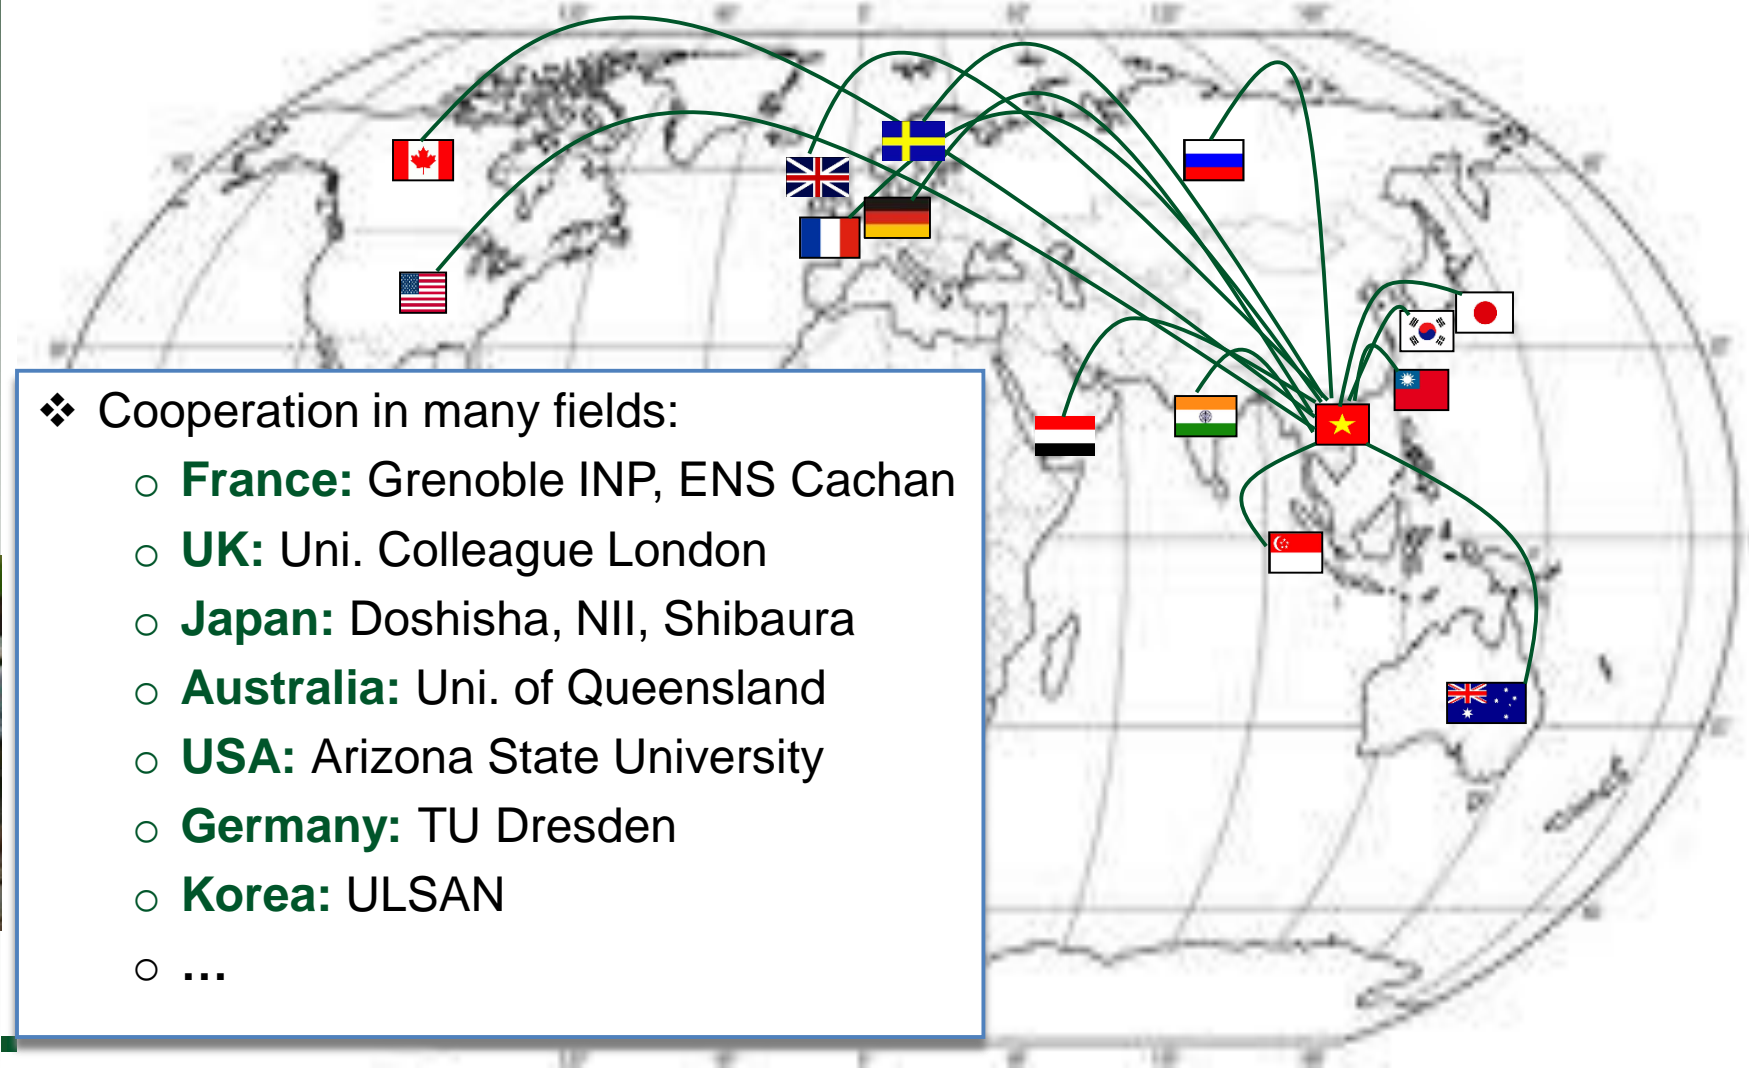 ❖ Cooperation in many fields:
o France: Grenoble INP, ENS Cachan
o UK: Uni. Colleague London
o Japan: Doshisha, NII, Shibaura
o Australia: Uni. of Queensland
o USA: Arizona State University
o Germany: TU Dresden
o Korea: ULSAN
o ...